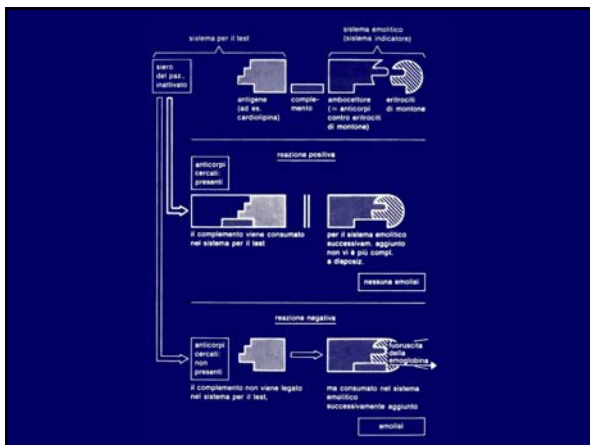 sistema per il test
sistema emolitico
(sistema indicatore)
siero
del paz.,
inattivato
antigene
(ad es.
cardiolipina)
comple-
mento
ambocettore
(= anticorpi
contro eritrociti
di montone)
eritrociti
di montone
reazione positiva
anticorpi
cercati:
presenti
il complemento viene consumato
nel sistema per il test
per il sistema emolitico
successivam. aggiunto
non vi è più compl.
a disposiz.
nessuna emolisi
reazione negativa
anticorpi
cercati:
non
presenti
fuoruscita
della
emoglobina
il complemento non viene legato
nel sistema per il test,
ma consumato nel sistema
emolitico
successivamente aggiunto
emolisi